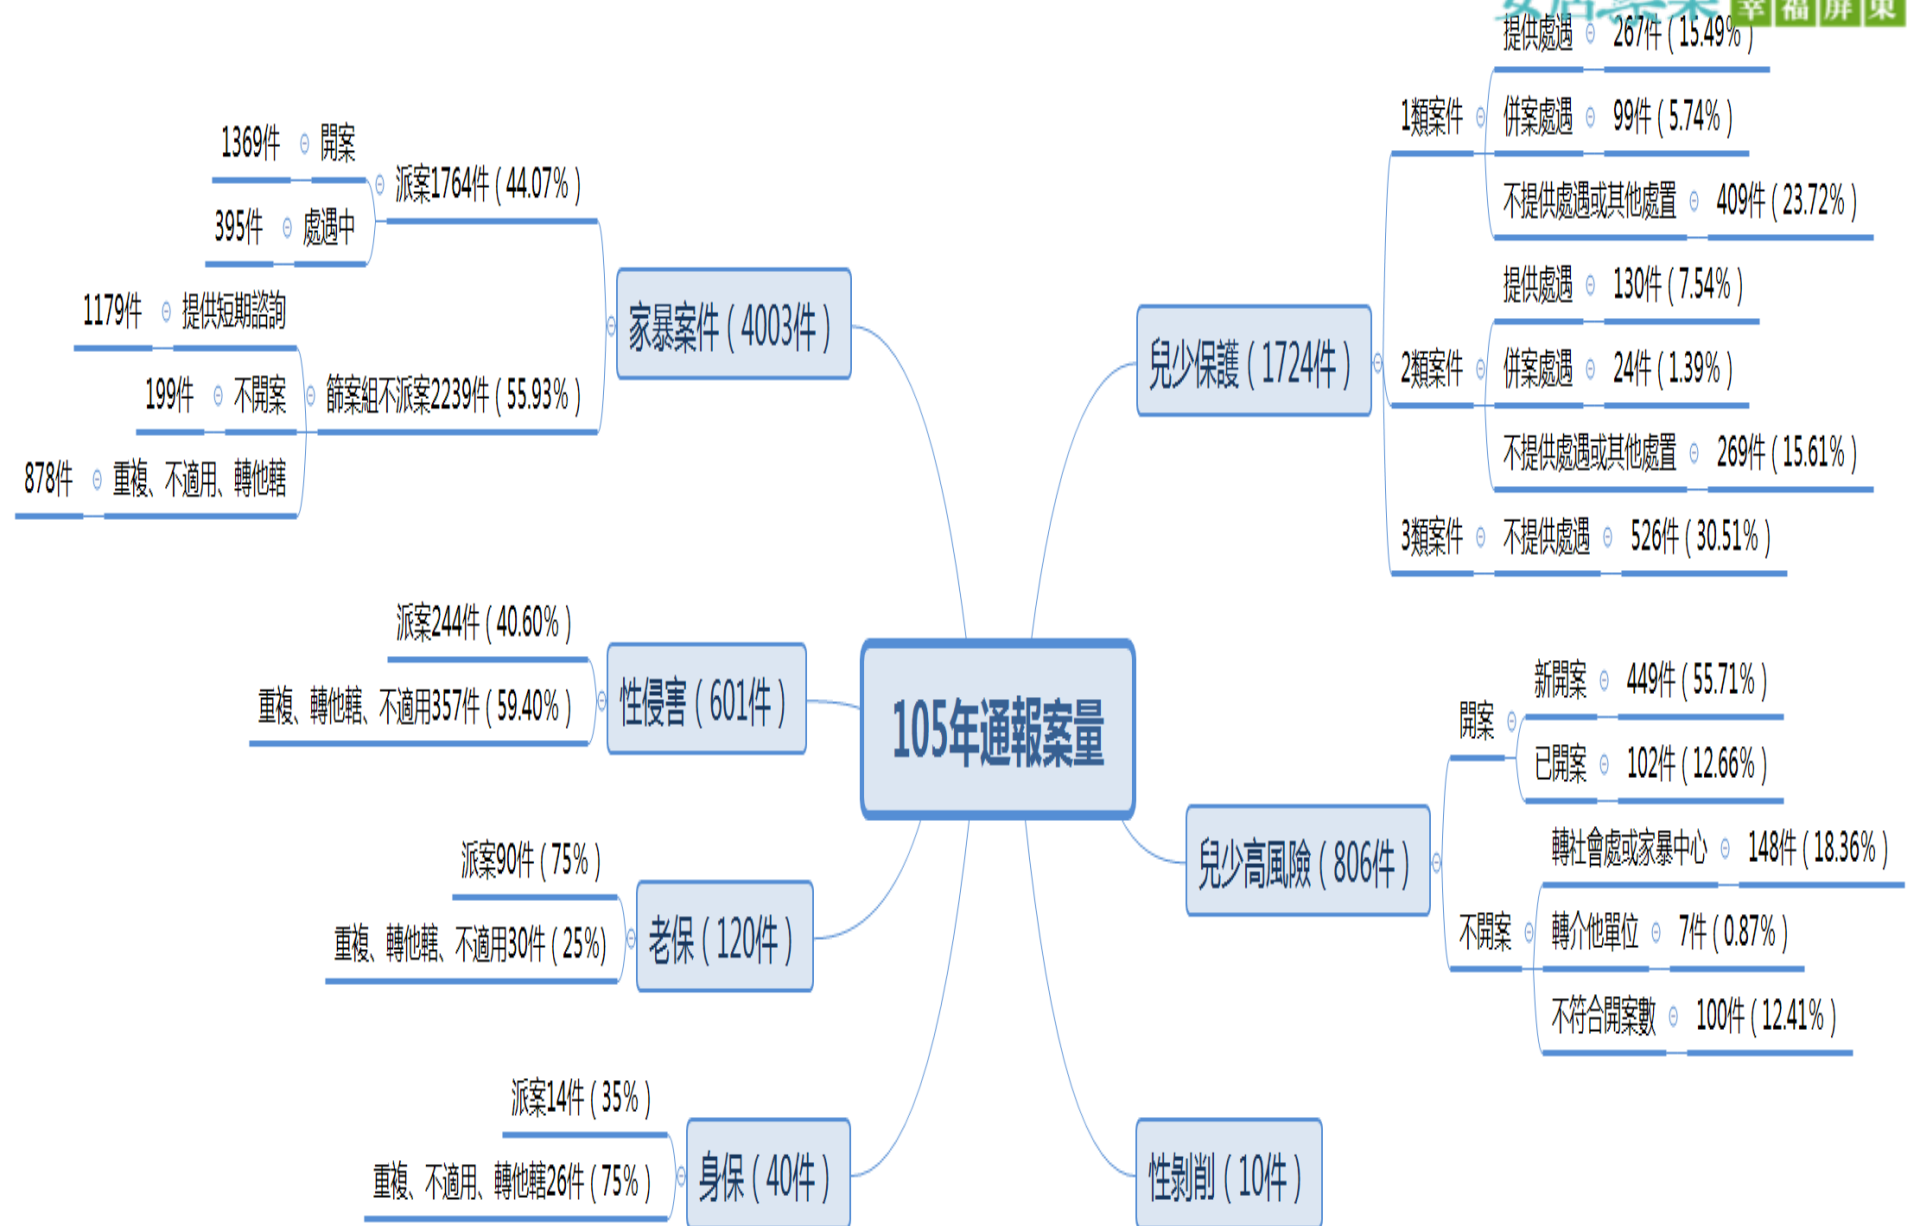 安居專案 幸福屏東
105年通報案量
家暴案件 ( 4003件 )
派案1764件 ( 44.07% )
開案
1369件
處遇中
395件
篩案組不派案2239件 ( 55.93% )
提供短期諮詢
1179件
不開案
199件
重複、不適用、轉他轄
878件
性侵害 ( 601件 )
派案244件 ( 40.60% )
重複、轉他轄、不適用357件 ( 59.40% )
老保 ( 120件 )
派案90件 ( 75% )
重複、轉他轄、不適用30件 ( 25%)
身保 ( 40件 )
派案14件 ( 35% )
重複、不適用、轉他轄26件 ( 75% )
兒少保護 ( 1724件 )
1類案件
提供處遇
267件 ( 15.49% )
併案處遇
99件 ( 5.74% )
不提供處遇或其他處置
409件 ( 23.72% )
2類案件
提供處遇
130件 ( 7.54% )
併案處遇
24件 ( 1.39% )
不提供處遇或其他處置
269件 ( 15.61% )
3類案件
不提供處遇
526件 ( 30.51% )
兒少高風險 ( 806件 )
開案
新開案
449件 ( 55.71% )
已開案
102件 ( 12.66% )
不開案
轉社會處或家暴中心
148件 ( 18.36% )
轉介他單位
7件 ( 0.87% )
不符合開案數
100件 ( 12.41% )
性剝削 ( 10件 )